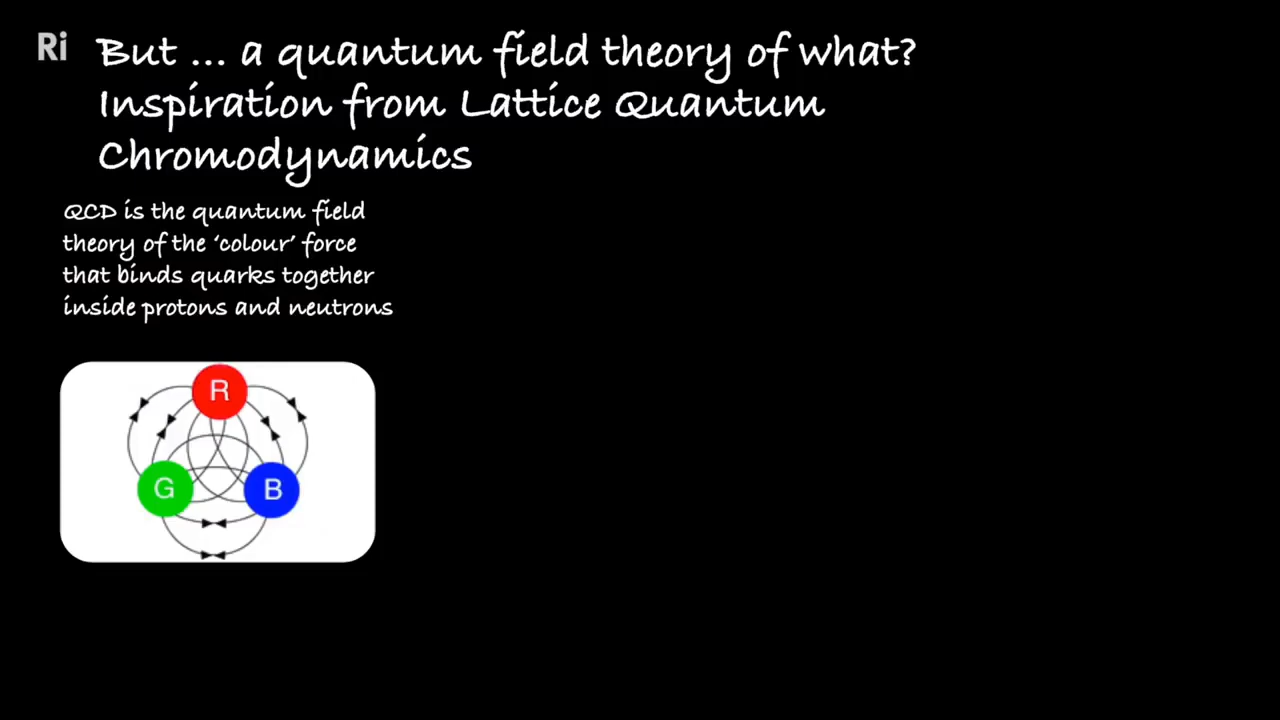 Ri
But ... a quantum field theory of what?
Inspiration from Lattice Quantum
Chromodynamics
QCD is the quantum field
theory of the ‘colour’ force
that binds quarks together
inside protons and neutrons
R
G
B